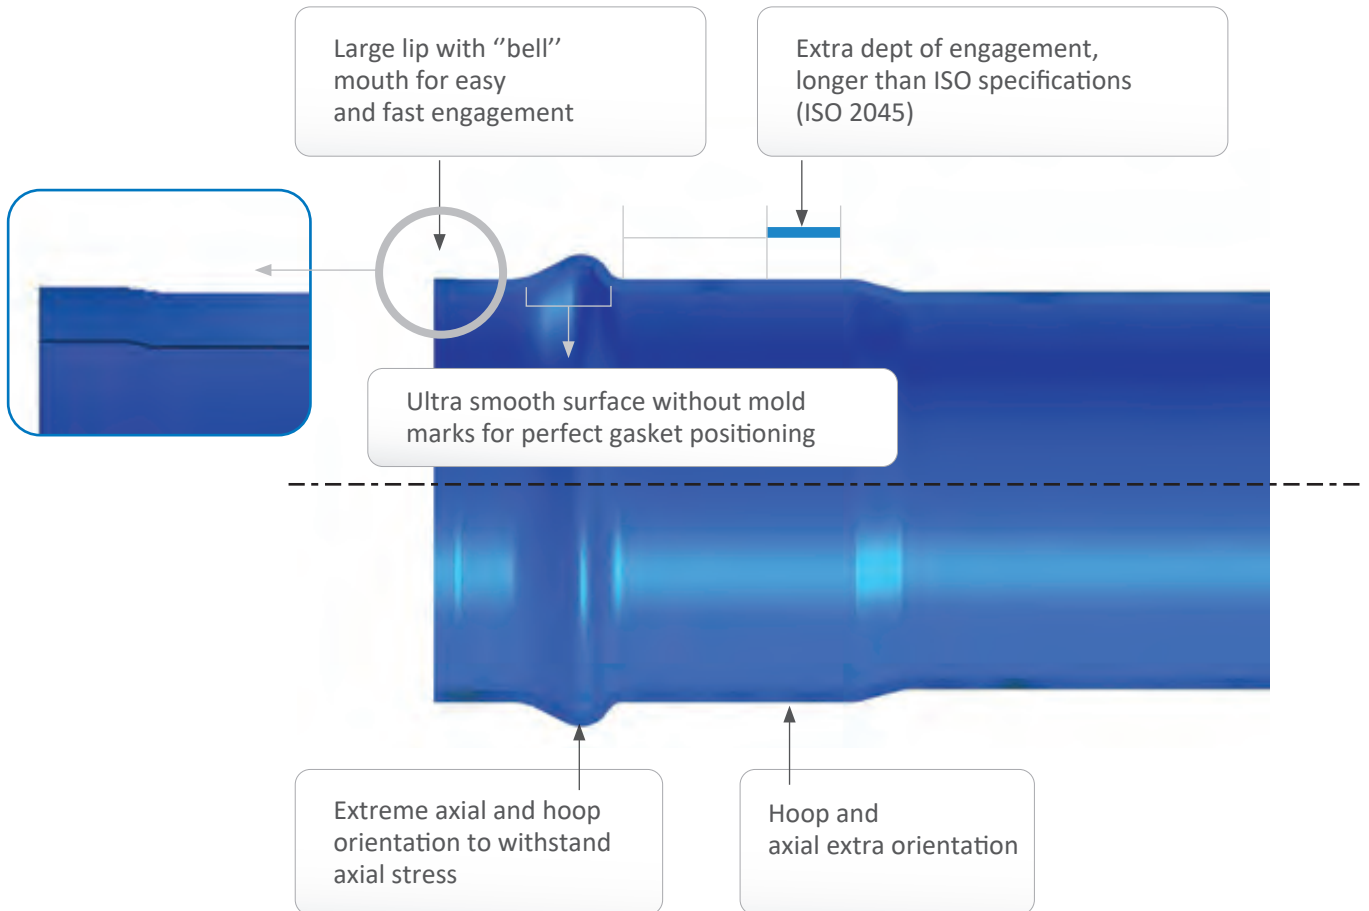 Large lip with ‘’bell’’
mouth for easy
and fast engagement
Extra dept of engagement,
longer than ISO specifications
(ISO 2045)
Ultra smooth surface without mold
marks for perfect gasket positioning
Extreme axial and hoop
orientation to withstand
axial stress
Hoop and
axial extra orientation